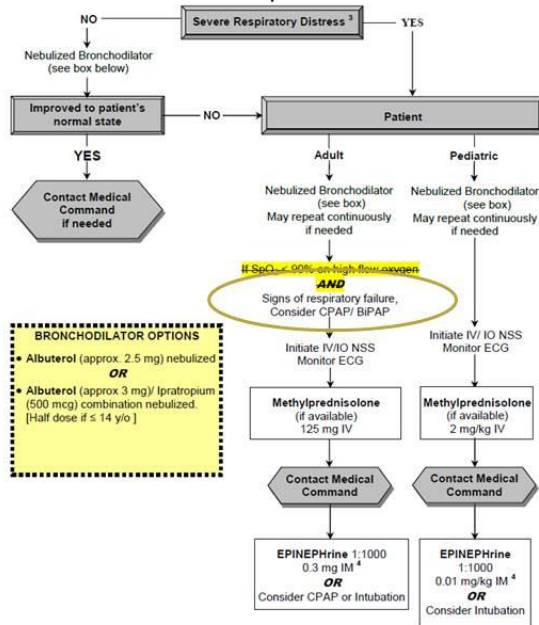 NO
Severe Respiratory Distress 3
YES
Nebulized Bronchodilator
(see box below)
Improved to patient's
normal state
NO
Patient
YES
Adult
Pediatric
Contact Medical
Command
if needed
Nebulized Bronchodilator
(see box)
May repeat continuously
if needed
Nebulized Bronchodilator
(see box)
May repeat continuously
if needed
If SpO2 < 90% on high flow oxygen
AND
Signs of respiratory failure,
Consider CPAP/ BiPAP
Initiate IV/IO NSS
Monitor ECG
Initiate IV/ IO NSS
Monitor ECG
BRONCHODILATOR OPTIONS
• Albuterol (approx. 2.5 mg) nebulized
OR
• Albuterol (approx 3 mg)/ Ipratropium
(500 mcg) combination nebulized.
[Half dose if ≤ 14 y/o ]
Methylprednisolone
(if available)
125 mg IV
Methylprednisolone
(if available)
2 mg/kg IV
Contact Medical
Command
Contact Medical
Command
EPINEPHrine 1:1000
0.3 mg IM 4
OR
Consider CPAP or Intubation
EPINEPHrine
1:1000
0.01 mg/kg IM 4
OR
Consider Intubation